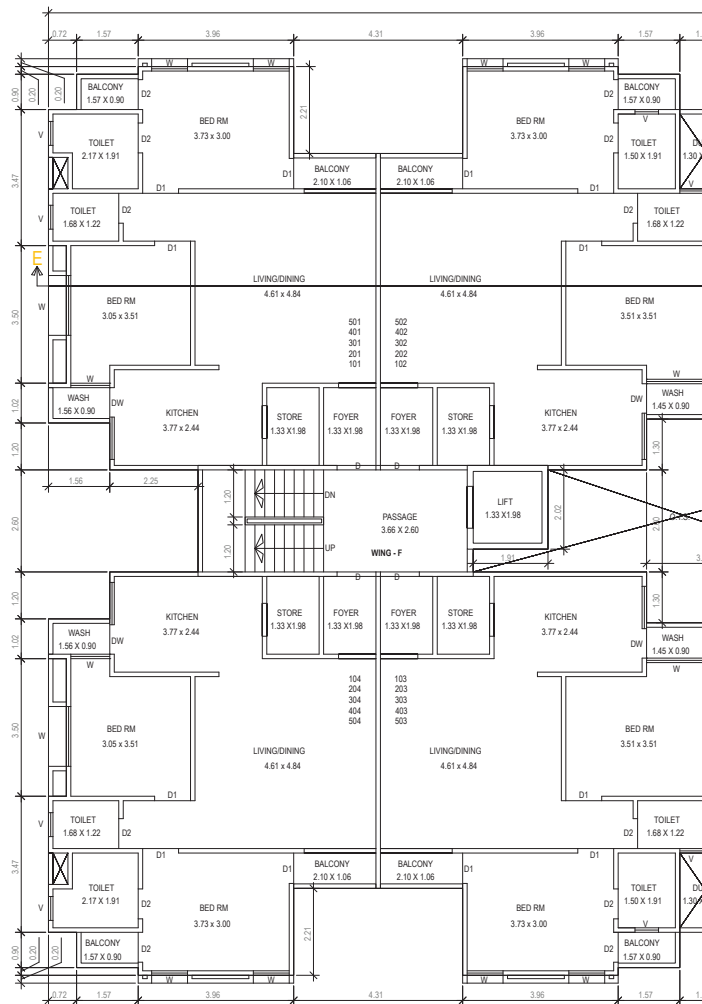 0.72 1.57 3.96 4.31 3.96 1.57
W W W W
BALCONY
1.57 X 0.90
D2
BED RM
3.73 x 3.00
2.21
BED RM
3.73 x 3.00
D2
BALCONY
1.57 X 0.90
0.90 0.20 0.20
V
TOILET
2.17 X 1.91
D2
D2
V
TOILET
1.50 X 1.91
3.47
D1
BALCONY
2.10 X 1.06
BALCONY
2.10 X 1.06
D1
V
D1 D1
V
TOILET
1.68 X 1.22
D2
D2
TOILET
1.68 X 1.22
D1 D1
E
LIVING/DINING
4.61 x 4.84
LIVING/DINING
4.61 x 4.84
W
BED RM
3.05 x 3.51
BED RM
3.51 x 3.51
3.50
501 502
401 402
301 302
201 202
101 102
W W
WASH
1.56 X 0.90
DW
KITCHEN
3.77 x 2.44
STORE
1.33 X1.98
FOYER
1.33 X1.98
FOYER
1.33 X1.98
STORE
1.33 X1.98
KITCHEN
3.77 x 2.44
DW
WASH
1.45 X 0.90
1.02
1.20
1.30
D D
1.56 2.25
1.20
DN
LIFT
1.33 X1.98
2.02
2.60
PASSAGE
3.66 X 2.60
WING - F
1.20
UP
1.91
D D
1.20
1.30
KITCHEN
3.77 x 2.44
STORE
1.33 X1.98
FOYER
1.33 X1.98
FOYER
1.33 X1.98
STORE
1.33 X1.98
KITCHEN
3.77 x 2.44
1.02
WASH
1.56 X 0.90
DW
DW
WASH
1.45 X 0.90
W W
104 103
204 203
304 303
404 403
504 503
3.50
W
BED RM
3.05 x 3.51
BED RM
3.51 x 3.51
LIVING/DINING
4.61 x 4.84
LIVING/DINING
4.61 x 4.84
D1 D1
V
TOILET
1.68 X 1.22
D2
D2
TOILET
1.68 X 1.22
D1 D1
V
3.47
D1
BALCONY
2.10 X 1.06
BALCONY
2.10 X 1.06
D1
TOILET
2.17 X 1.91
D2
D2
TOILET
1.50 X 1.91
V
BED RM
3.73 x 3.00
BED RM
3.73 x 3.00
V
0.90 0.20 0.20
BALCONY
1.57 X 0.90
D2
2.21
D2
BALCONY
1.57 X 0.90
W W W W
0.72 1.57 3.96 4.31 3.96 1.57